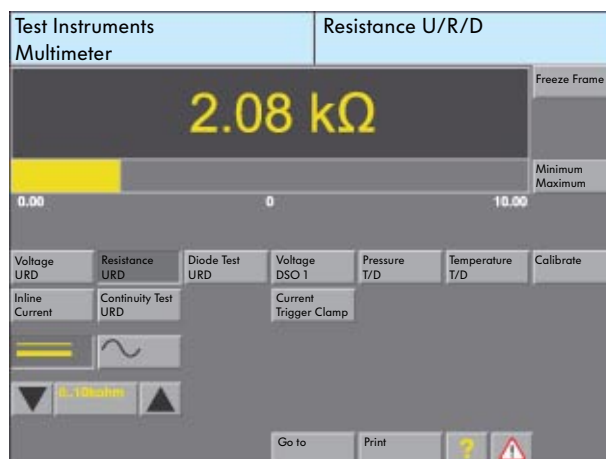 Test Instruments
Multimeter
Resistance U/R/D
2.08 kΩ
Freeze Frame
Minimum
Maximum
0.00 0 10.00
Voltage
URD
Resistance
URD
Diode Test
URD
Voltage
DSO 1
Pressure
T/D
Temperature
T/D
Calibrate
Inline
Current
Continuity Test
URD
Current
Trigger Clamp
0..10kohm
Go to
Print
?